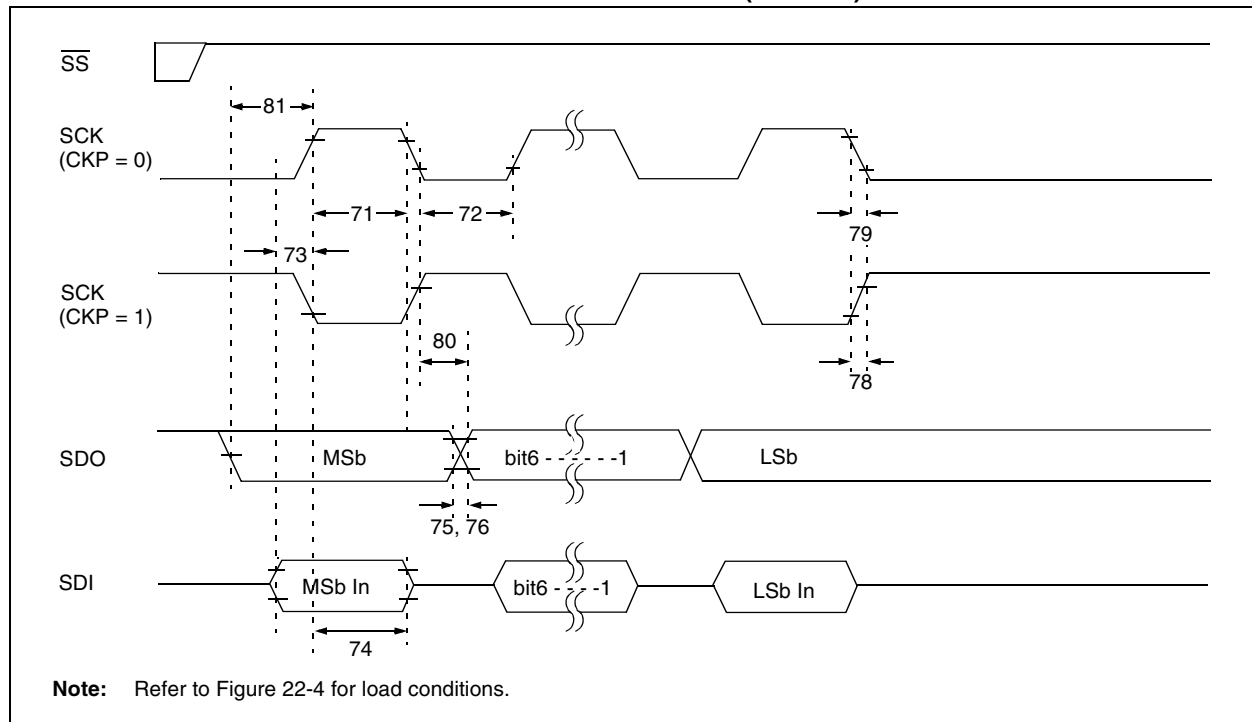 SS
81
SCK
(CKP = 0)
71
72
79
73
SCK
(CKP = 1)
80
78
SDO
MSb
bit6 - - - - - -1
LSb
75, 76
SDI
MSb In
bit6 - - - -1
LSb In
74
Note: Refer to Figure 22-4 for load conditions.